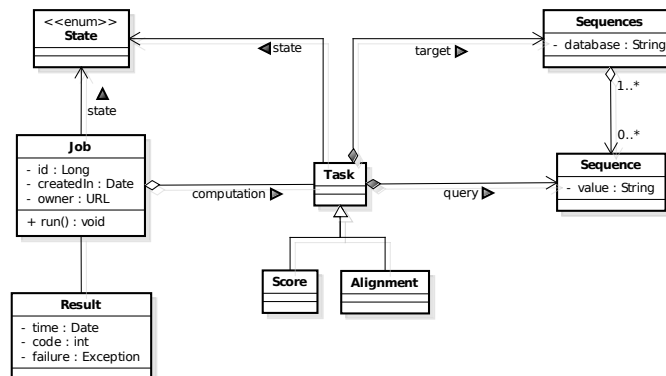 <<enum>>
State
state
state
Job
- id : Long
- createdIn : Date
- owner : URL
+ run() : void
computation
Task
target
query
Sequences
- database : String
1..*
0..*
Sequence
- value : String
Score
Alignment
Result
- time : Date
- code : int
- failure : Exception